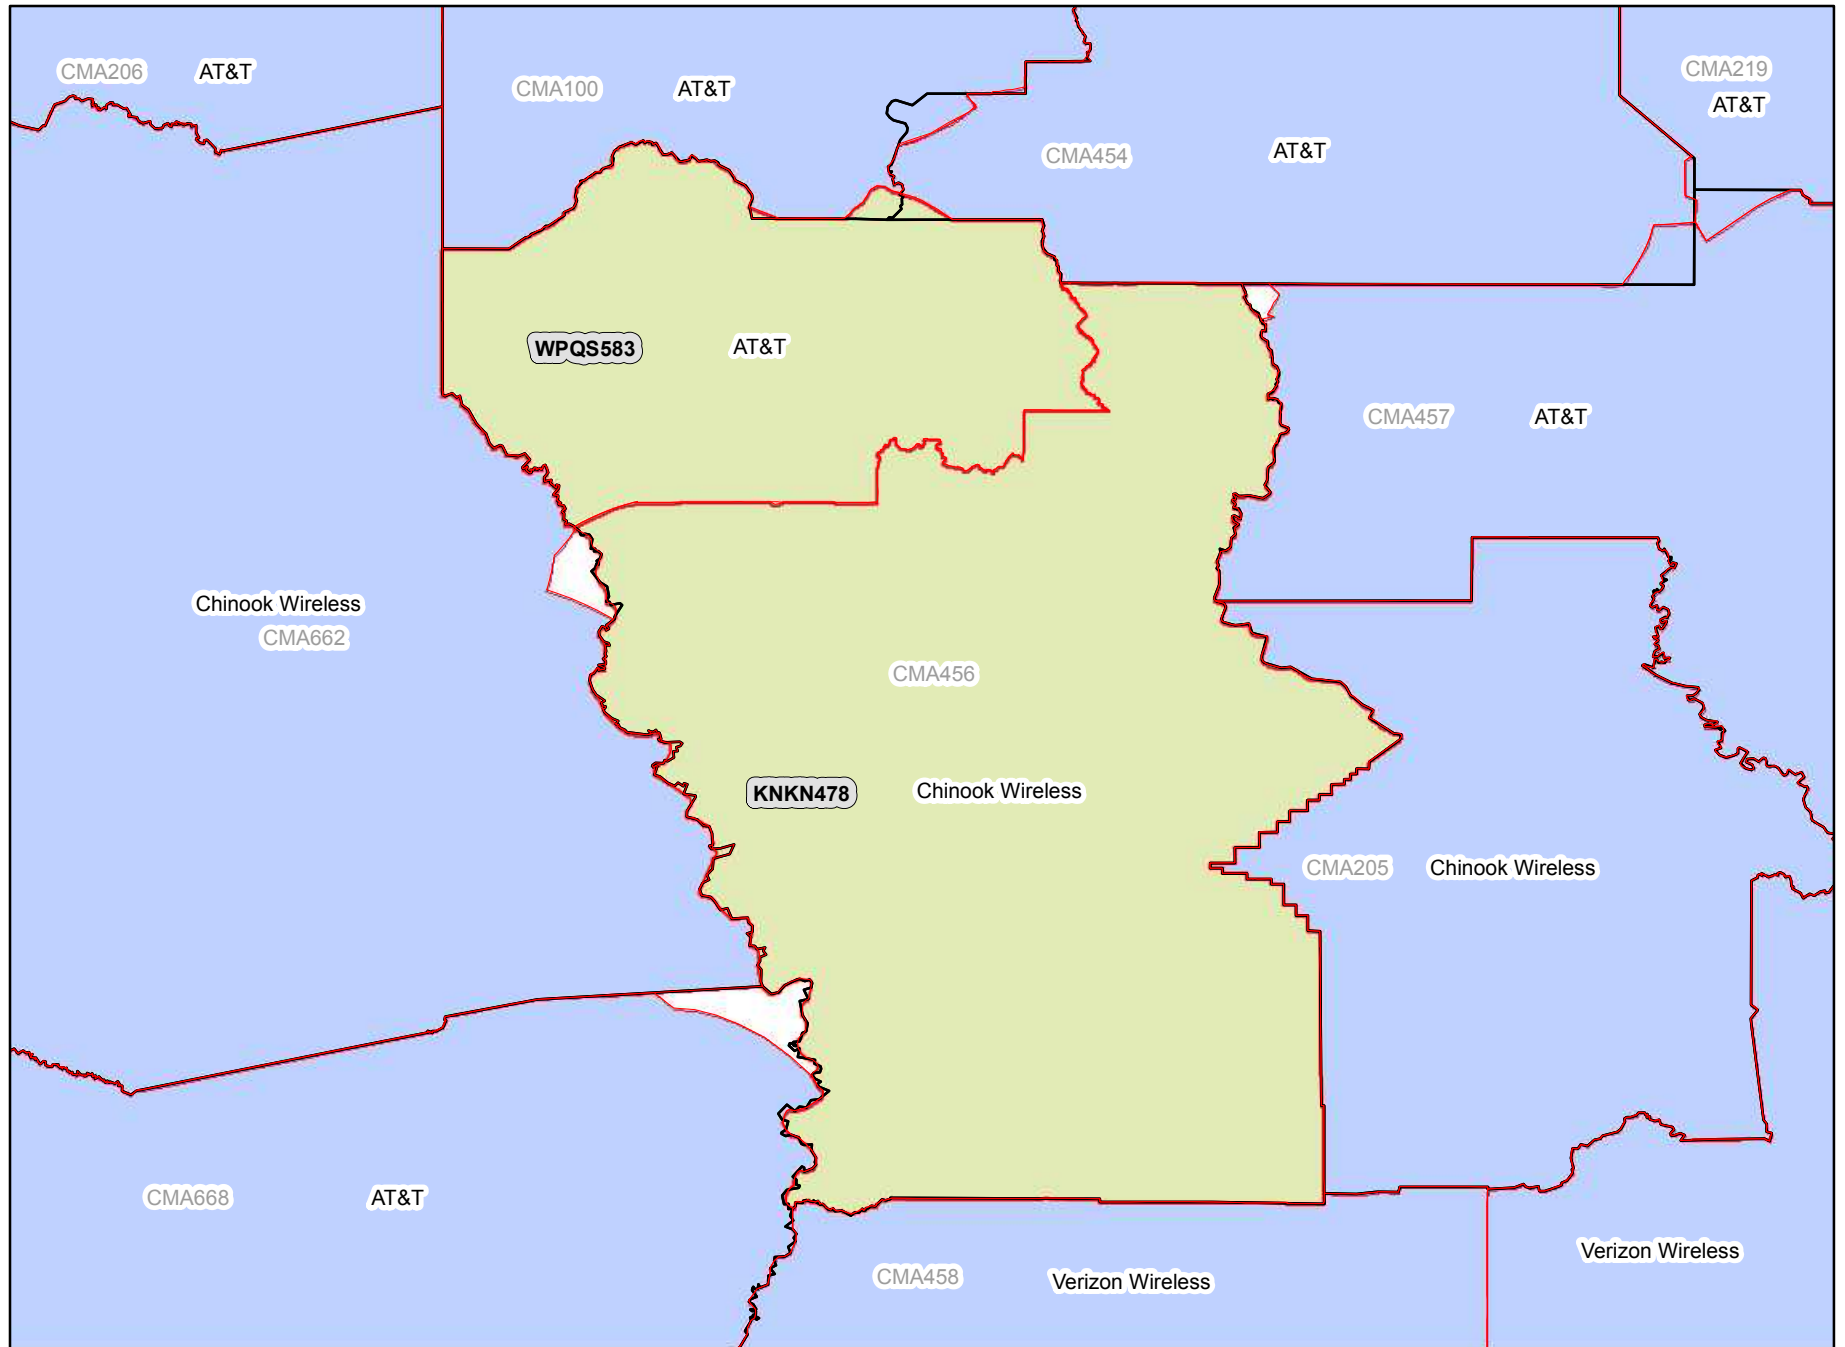 CMA206 AT&T
CMA100 AT&T
CMA219
AT&T
CMA454 AT&T
WPQS583 AT&T
CMA457 AT&T
Chinook Wireless
CMA662
CMA456
KNKN478 Chinook Wireless
CMA205 Chinook Wireless
CMA668 AT&T
CMA458 Verizon Wireless
Verizon Wireless